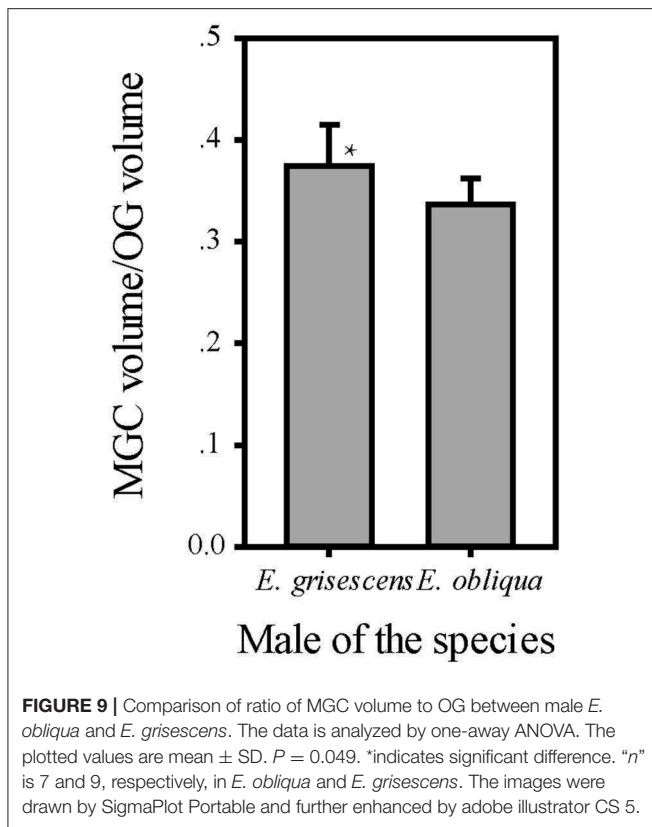 .5
.4
*
.3
.2
.1
0.0
MGC volume/OG volume
E. grisescens E. obliqua
Male of the species
FIGURE 9 | Comparison of ratio of MGC volume to OG between male E.
obliqua and E. grisescens. The data is analyzed by one-away ANOVA. The
plotted values are mean ± SD. P = 0.049. *indicates significant difference. “n”
is 7 and 9, respectively, in E. obliqua and E. grisescens. The images were
drawn by SigmaPlot Portable and further enhanced by adobe illustrator CS 5.